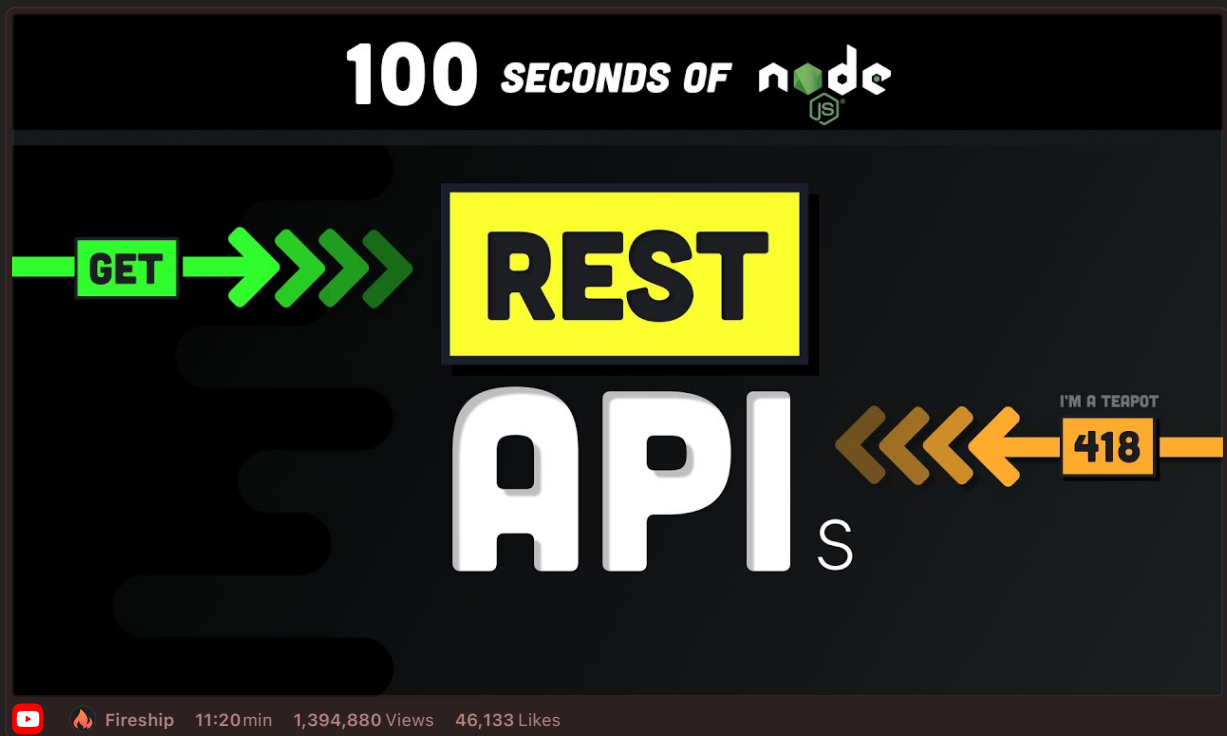 100 SECONDS OF node
JS
GET
REST
I'M A TEAPOT
418
APIs
Fireship 11:20min 1,394,880 Views 46,133 Likes